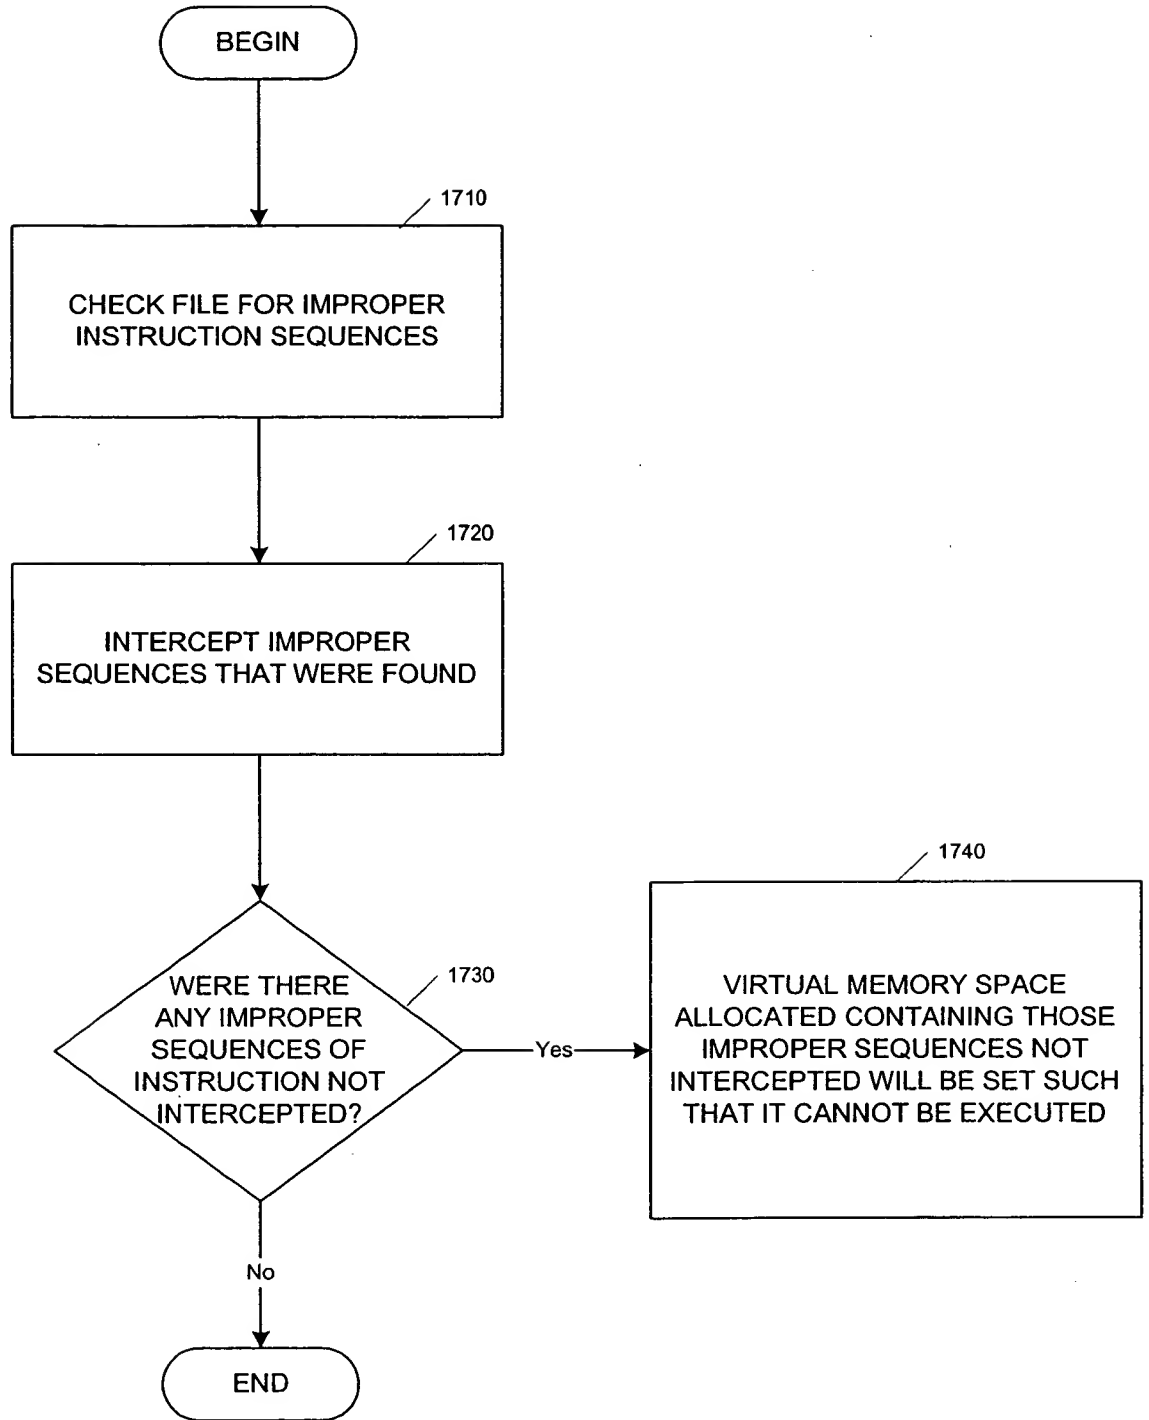 BEGIN
1710
CHECK FILE FOR IMPROPER
INSTRUCTION SEQUENCES
1720
INTERCEPT IMPROPER
SEQUENCES THAT WERE FOUND
1730
WERE THERE
ANY IMPROPER
SEQUENCES OF
INSTRUCTION NOT
INTERCEPTED?
Yes
1740
VIRTUAL MEMORY SPACE
ALLOCATED CONTAINING THOSE
IMPROPER SEQUENCES NOT
INTERCEPTED WILL BE SET SUCH
THAT IT CANNOT BE EXECUTED
No
END